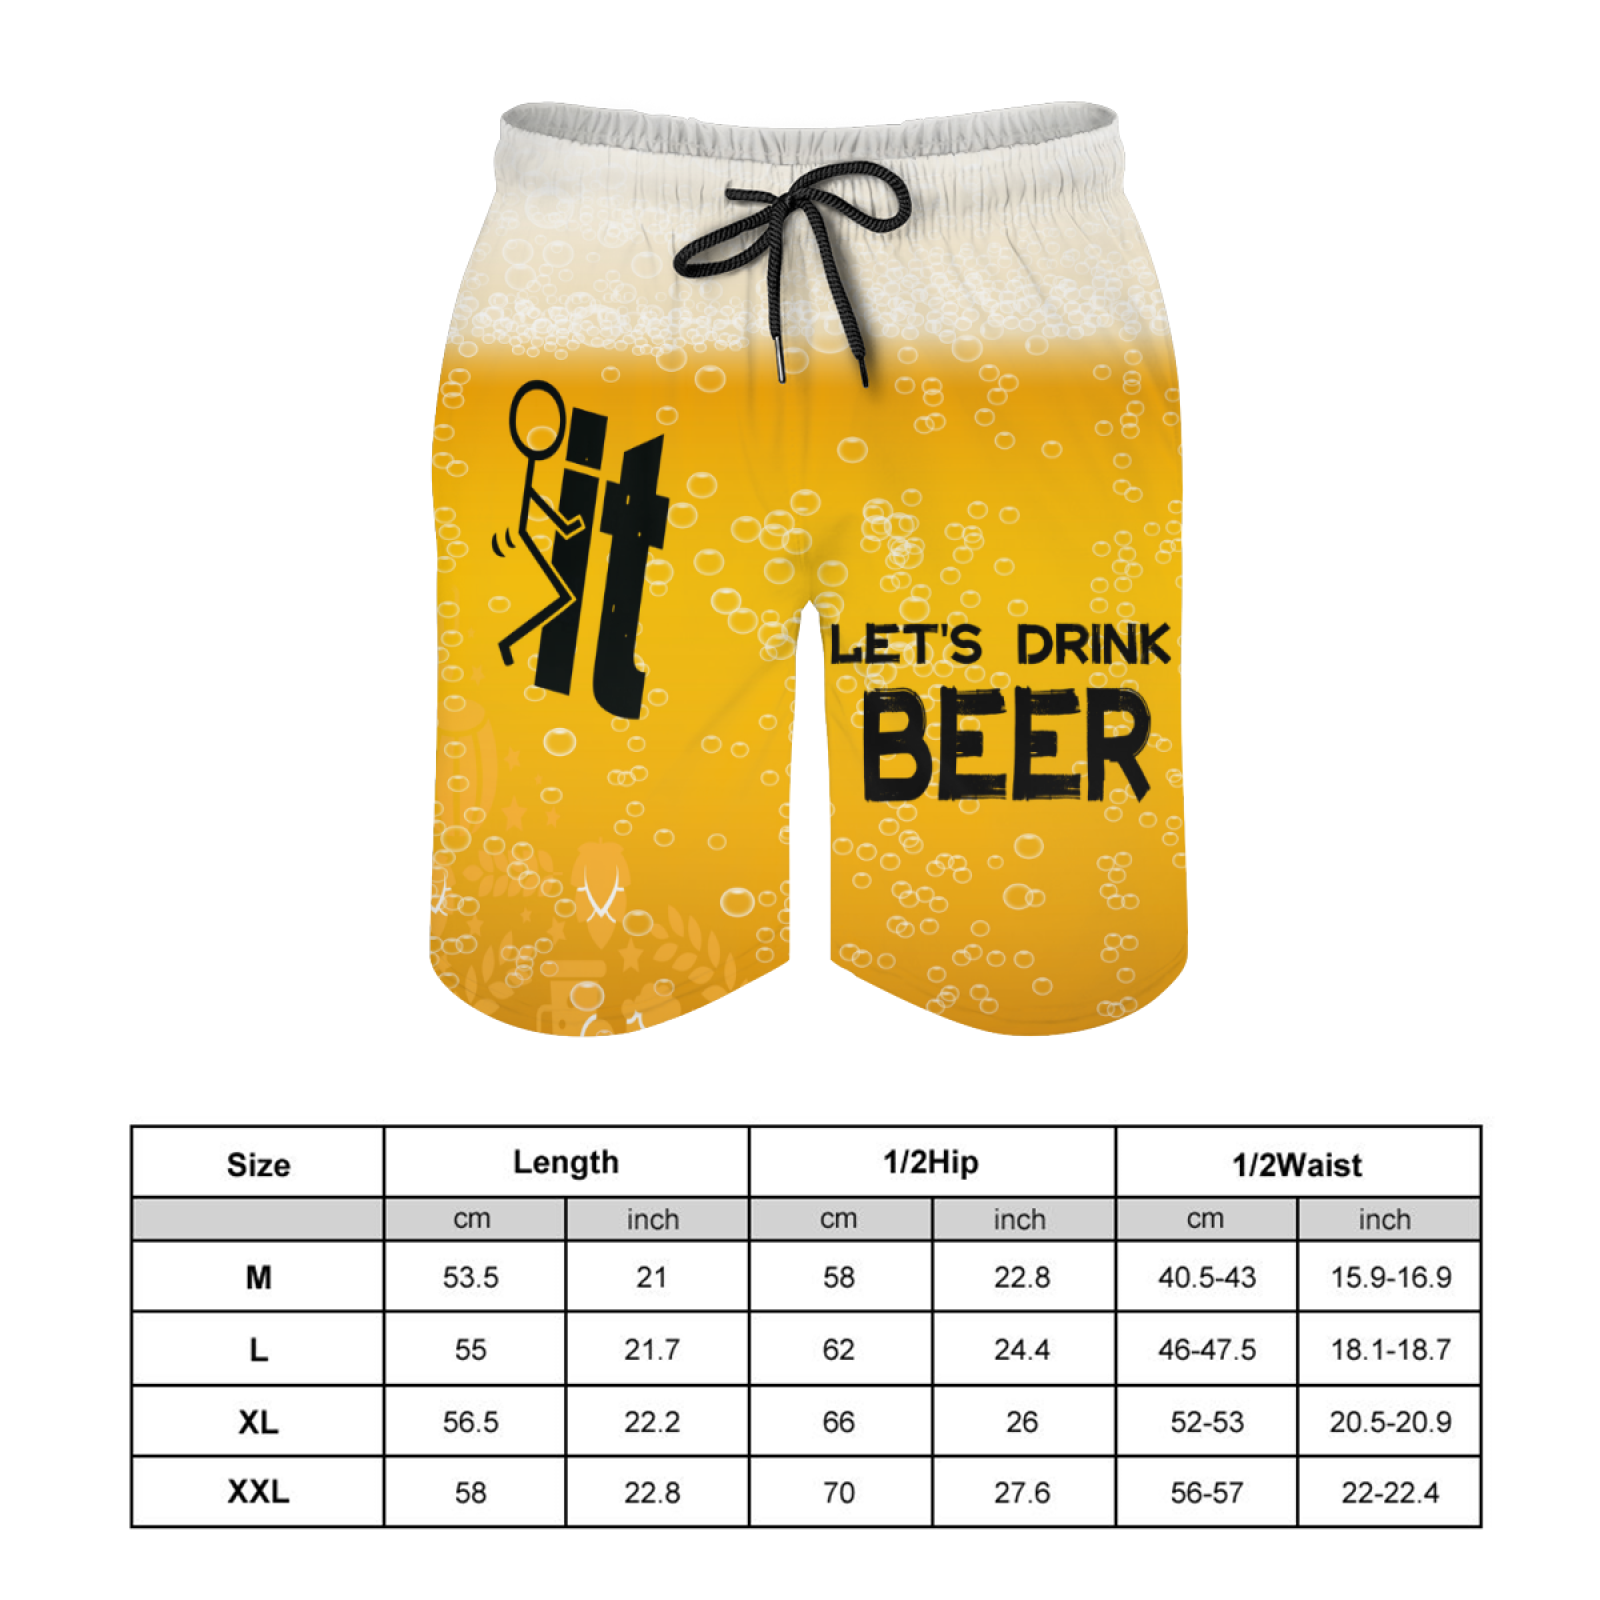 it
LET'S DRINK
BEER
Size Length 1/2Hip 1/2Waist
cm inch cm inch cm inch
M 53.5 21 58 22.8 40.5-43 15.9-16.9
L 55 21.7 62 24.4 46-47.5 18.1-18.7
XL 56.5 22.2 66 26 52-53 20.5-20.9
XXL 58 22.8 70 27.6 56-57 22-22.4